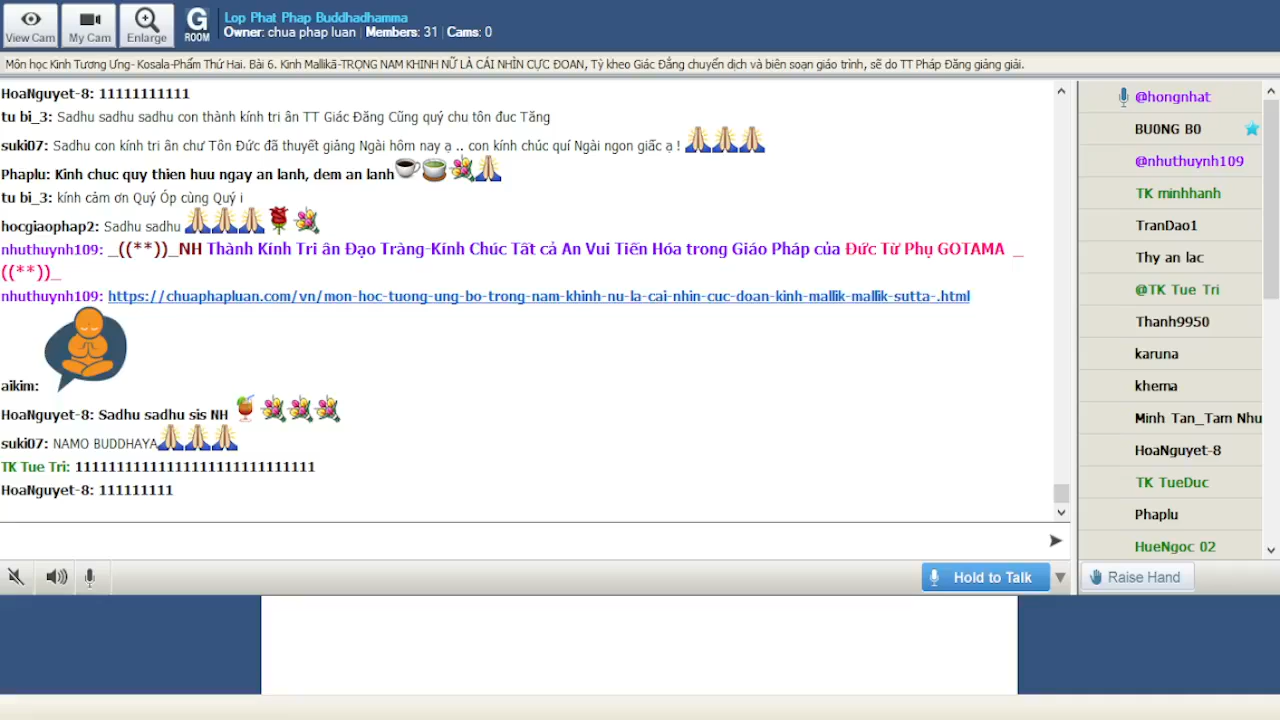 Lop Phat Phap Buddhadhamma
Owner: chua phap luan | Members: 31 | Cams: 0
View Cam
My Cam
Enlarge
G
ROOM
Môn học Kinh Tương Ưng- Kosala-Phẩm Thứ Hai. Bài 6. Kinh Mallikā-TRỌNG NAM KHINH NỮ LÀ CÁI NHÌN CỰC ĐOAN, Tỳ kheo Giác Đẳng chuyển dịch và biên soạn giáo trình, sẽ do TT Pháp Đăng giảng giải.
HoaNguyet-8: 11111111111
tu bi_3: Sadhu sadhu sadhu con thành kính tri ân TT Giác Đăng Cũng quý chu tôn đuc Tăng
suki07: Sadhu con kính tri ân chư Tôn Đức đã thuyết giảng Ngài hôm nay ạ .. con kính chúc quí Ngài ngon giấc ạ !
Phaplu: Kinh chuc quy thien huu ngay an lanh, dem an lanh
tu bi_3: kính cảm ơn Quý Óp cùng Quý i
hocgiaophap2: Sadhu sadhu
nhuthuynh109: _((**))_NH Thành Kính Tri ân Đạo Tràng-Kính Chúc Tất cả An Vui Tiến Hóa trong Giáo Pháp của Đức Từ Phụ GOTAMA _
((**))_
nhuthuynh109: https://chuaphapluan.com/vn/mon-hoc-tuong-ung-bo-trong-nam-khinh-nu-la-cai-nhin-cuc-doan-kinh-mallik-mallik-sutta-.html
aikim:
HoaNguyet-8: Sadhu sadhu sis NH
suki07: NAMO BUDDHAYA
TK Tue Tri: 111111111111111111111111111111
HoaNguyet-8: 111111111
Hold to Talk
@hongnhat
BU0NG B0
@nhuthuynh109
TK minhhanh
TranDao1
Thy an lac
@TK Tue Tri
Thanh9950
karuna
khema
Minh Tan_Tam Nhu
HoaNguyet-8
TK TueDuc
Phaplu
HueNgoc 02
Raise Hand